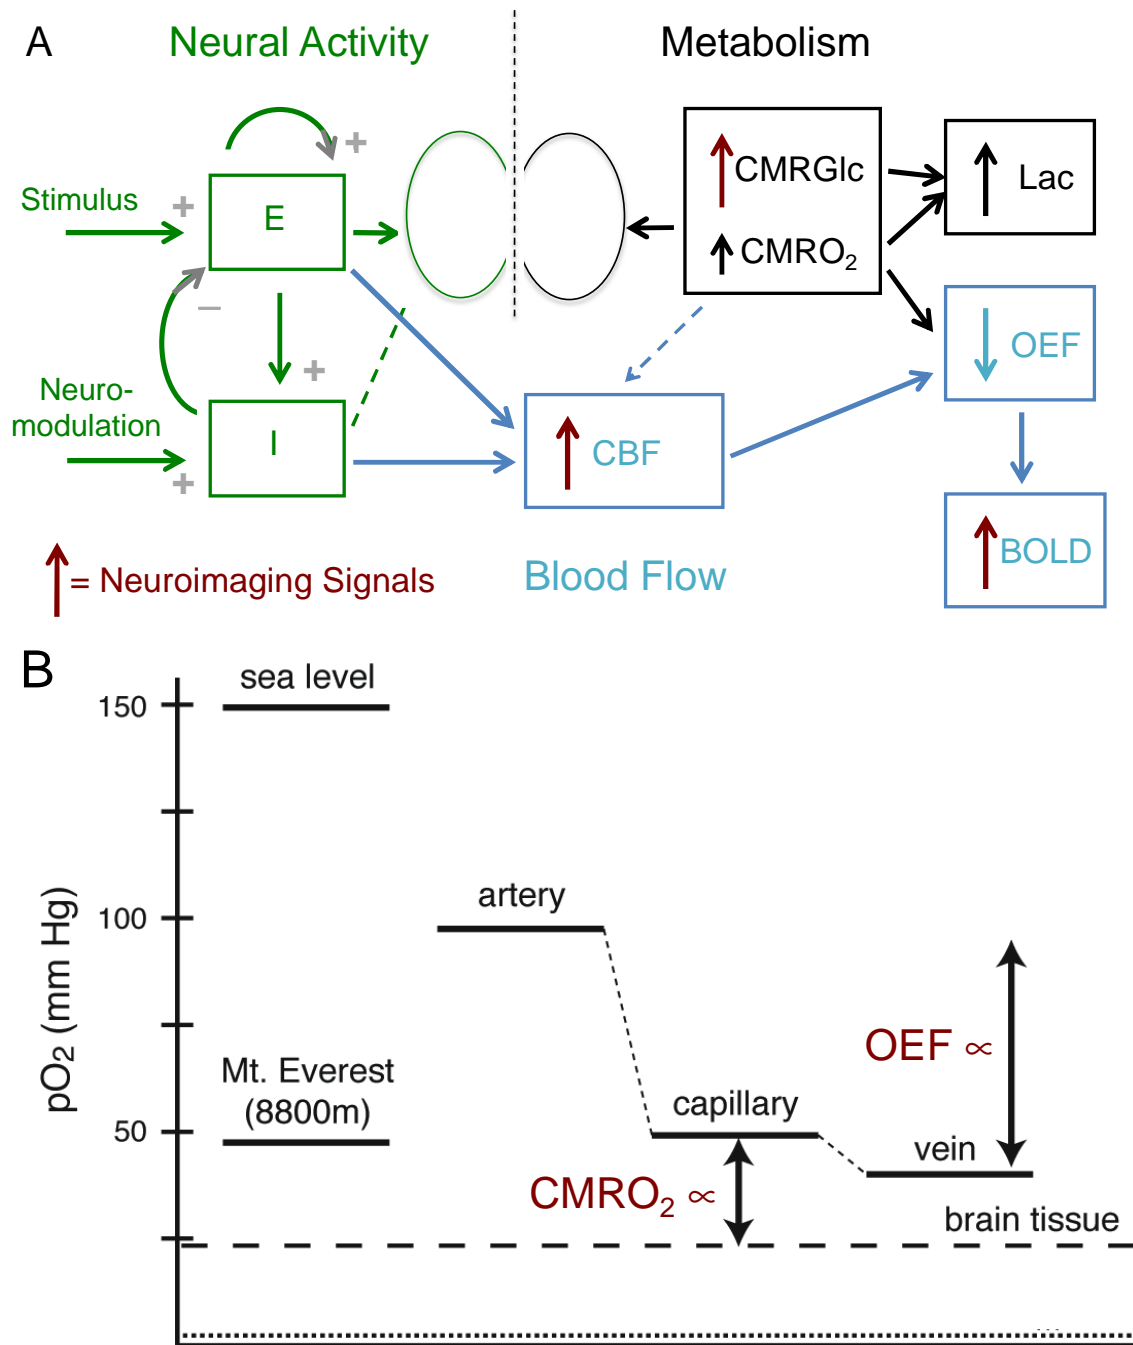 A
Neural Activity
Metabolism
+
Stimulus
+
E
CMRGlc
CMRO₂
Lac
−
+
OEF
Neuro-
modulation
+
I
CBF
BOLD
= Neuroimaging Signals
Blood Flow
B
sea level
150
artery
100
pO₂ (mm Hg)
OEF ∝
Mt. Everest
(8800m)
capillary
50
vein
CMRO₂ ∝
brain tissue